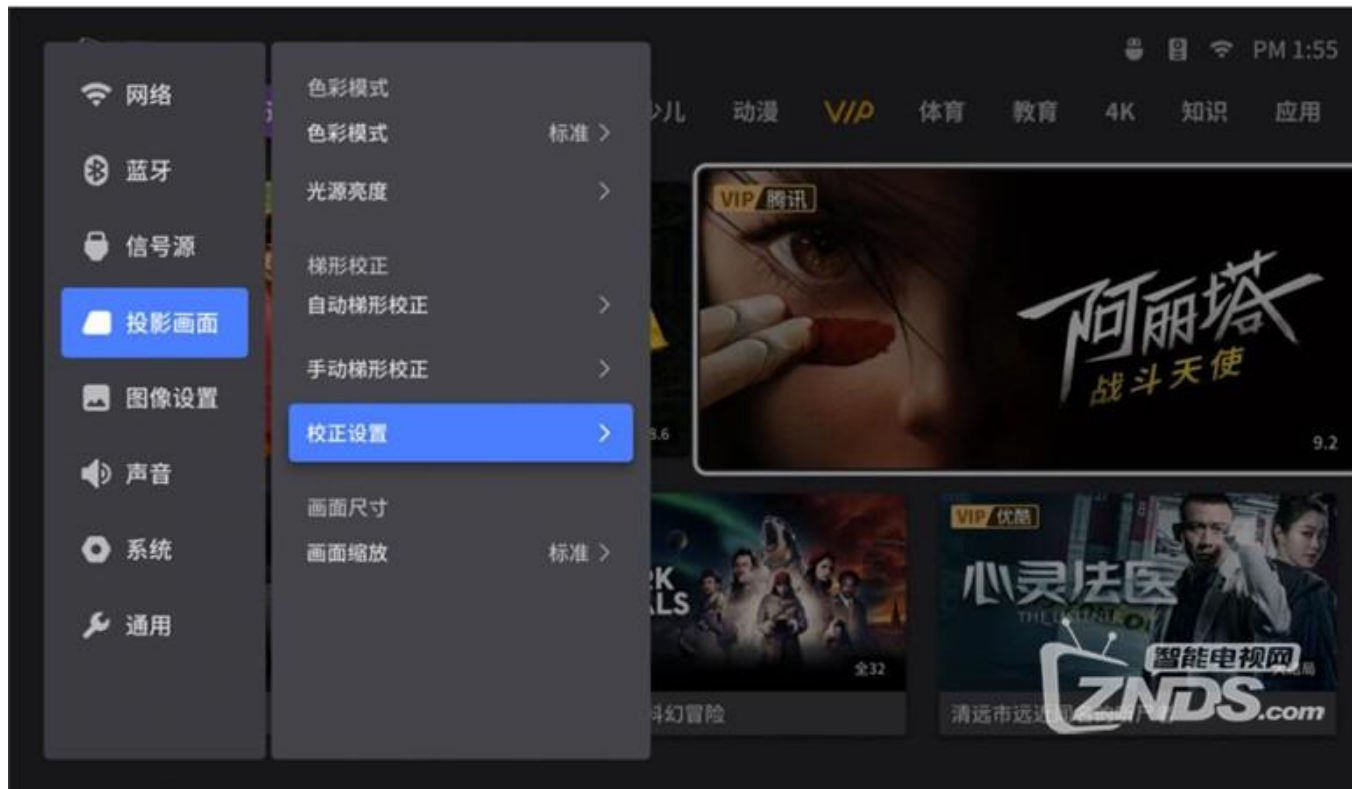 PM 1:55
少儿 动漫 VIP 体育 教育 4K 知识 应用
网络
蓝牙
信号源
投影画面
图像设置
声音
系统
通用
色彩模式
色彩模式 标准
光源亮度
梯形校正
自动梯形校正
手动梯形校正
校正设置
画面尺寸
画面缩放 标准
8.6
VIP 腾讯
阿丽塔
战斗天使
9.2
全32
科幻冒险
VIP 优酷
心灵法医
清远市远近
智能电视网
ZNDS.com